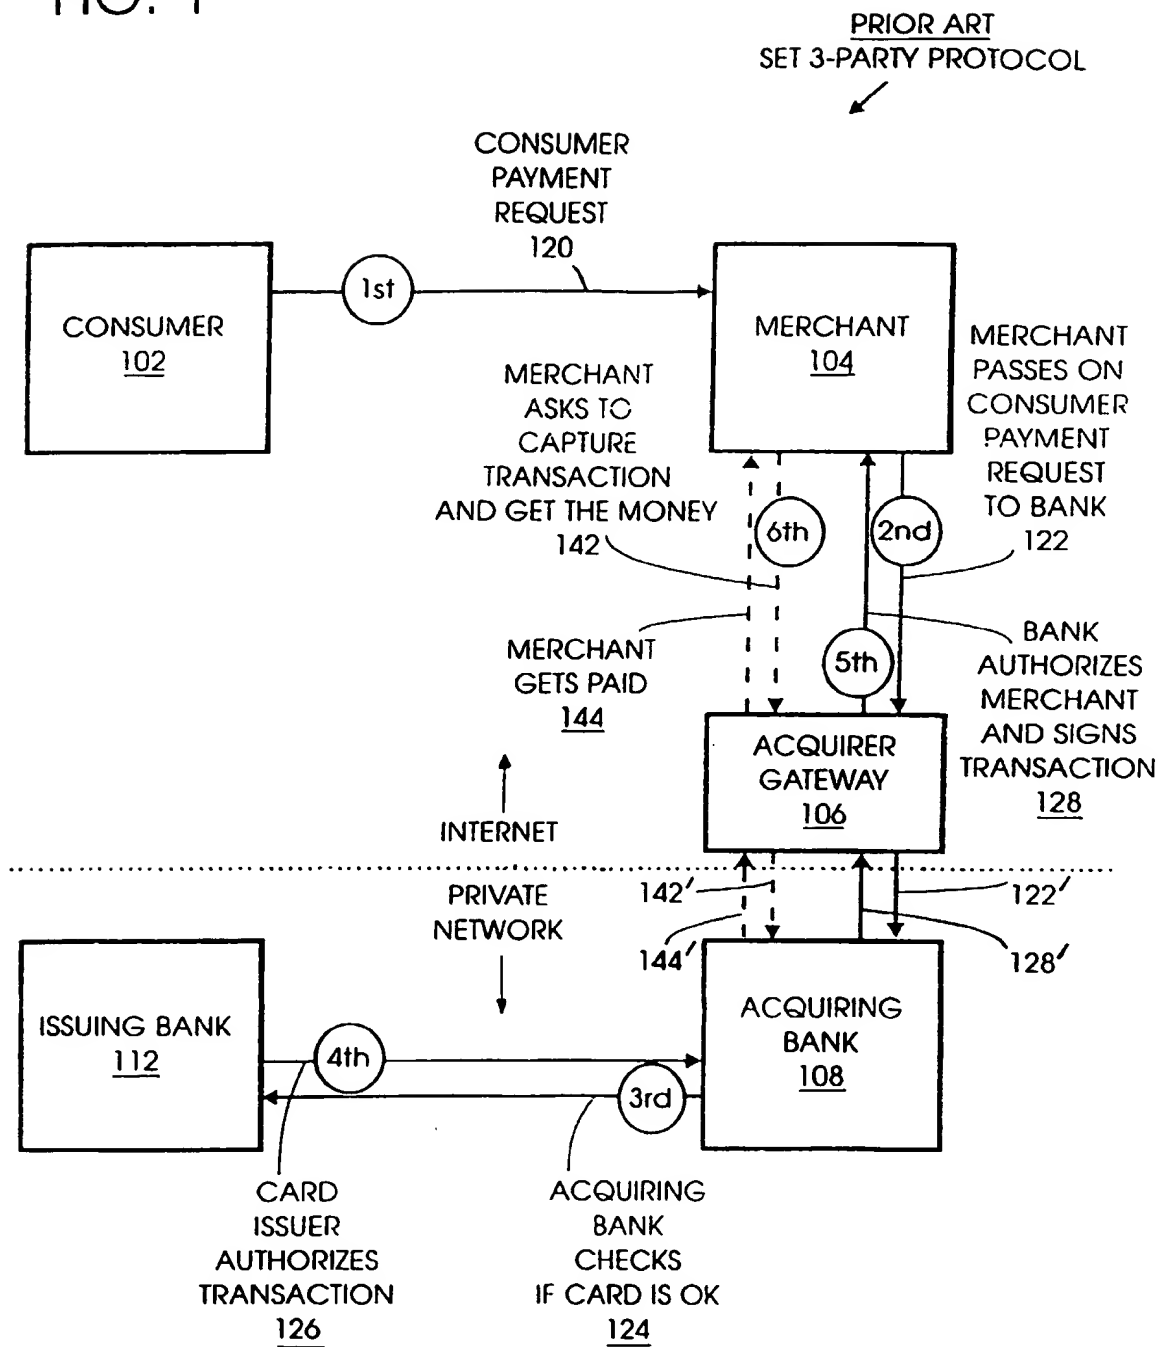 FIG. 1
PRIOR ART
SET 3-PARTY PROTOCOL
CONSUMER
PAYMENT
REQUEST
120
1st
CONSUMER
102
MERCHANT
104
MERCHANT
PASSES ON
CONSUMER
PAYMENT
REQUEST
TO BANK
122
MERCHANT
ASKS TO
CAPTURE
TRANSACTION
AND GET THE MONEY
142
6th
2nd
5th
MERCHANT
GETS PAID
144
BANK
AUTHORIZES
MERCHANT
AND SIGNS
TRANSACTION
128
ACQUIRER
GATEWAY
106
INTERNET
PRIVATE
NETWORK
142′
122′
144′
128′
ISSUING BANK
112
4th
3rd
ACQUIRING
BANK
108
CARD
ISSUER
AUTHORIZES
TRANSACTION
126
ACQUIRING
BANK
CHECKS
IF CARD IS OK
124